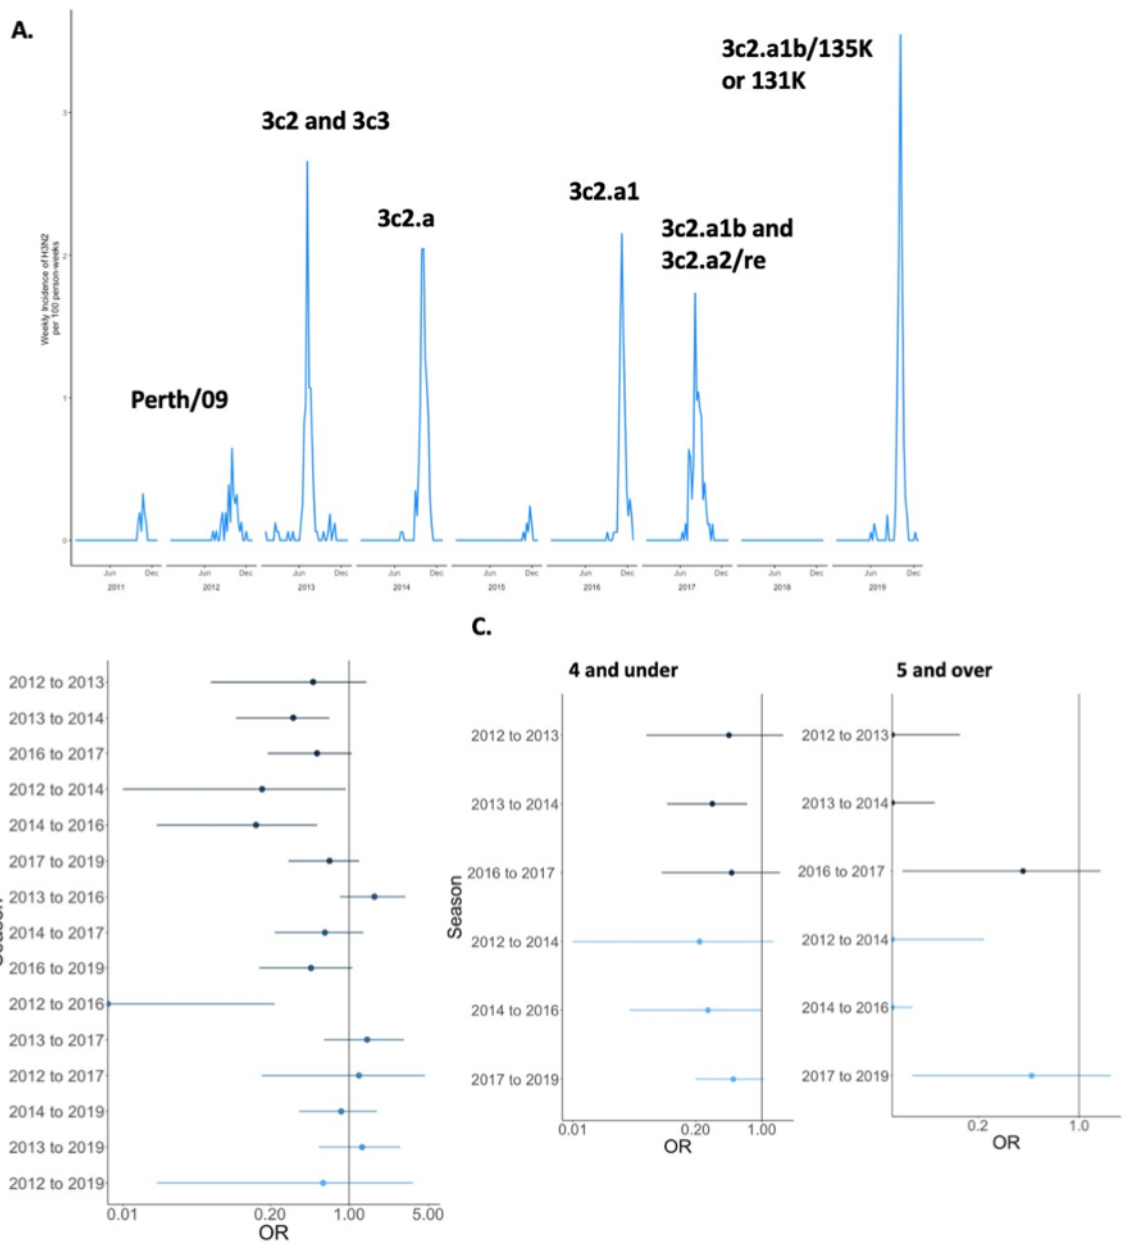 A.
3c2.a1b/135K
or 131K
3c2 and 3c3
3c2.a1
3c2.a
3c2.a1b and
3c2.a2/re
Perth/09
Weekly Incidence of H3N2
per 100 person-weeks
3
2
1
0
Jun Dec Jun Dec Jun Dec Jun Dec Jun Dec Jun Dec Jun Dec Jun Dec Jun Dec
2011 2012 2013 2014 2015 2016 2017 2018 2019
2012 to 2013
2013 to 2014
2016 to 2017
2012 to 2014
2014 to 2016
2017 to 2019
2013 to 2016
2014 to 2017
2016 to 2019
2012 to 2016
2013 to 2017
2012 to 2017
2014 to 2019
2013 to 2019
2012 to 2019
0.01 0.20 1.00 5.00
OR
C.
4 and under
Season
2012 to 2013
2013 to 2014
2016 to 2017
2012 to 2014
2014 to 2016
2017 to 2019
0.01 0.20 1.00
OR
5 and over
2012 to 2013
2013 to 2014
2016 to 2017
2012 to 2014
2014 to 2016
2017 to 2019
0.2 1.0
OR